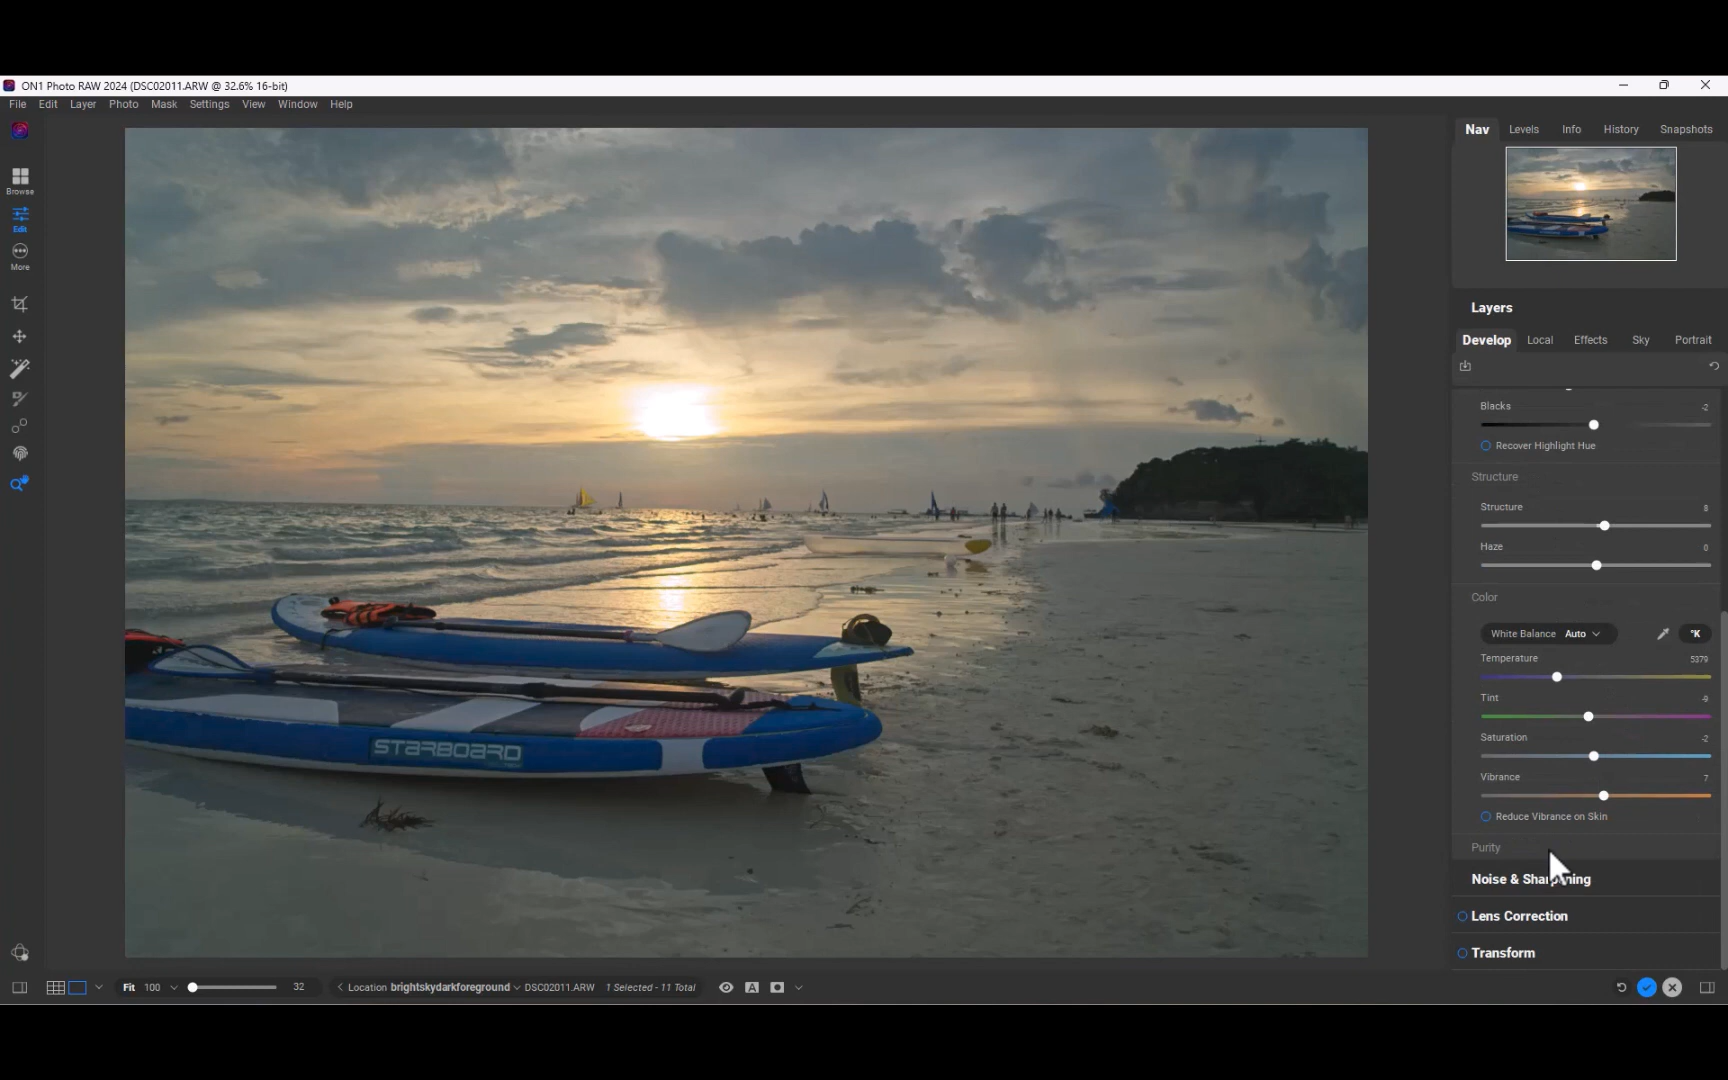 ON1 Photo RAW 2024 (DSC02011.ARW @ 32.6% 16-bit)
File Edit Layer Photo Mask Settings View Window Help
Nav Levels Info History Snapshots
Browse
Edit
More
Layers
Develop Local Effects Sky Portrait
Blacks -2
Recover Highlight Hue
Structure
Structure 8
Haze 0
Color
White Balance Auto °K
Temperature 5379
Tint -9
Saturation -2
Vibrance 7
Reduce Vibrance on Skin
Purity
Noise & Sharpening
Lens Correction
Transform
STARBOARD
Fit 100 32 Location brightskydarkforeground DSC02011.ARW 1 Selected - 11 Total A